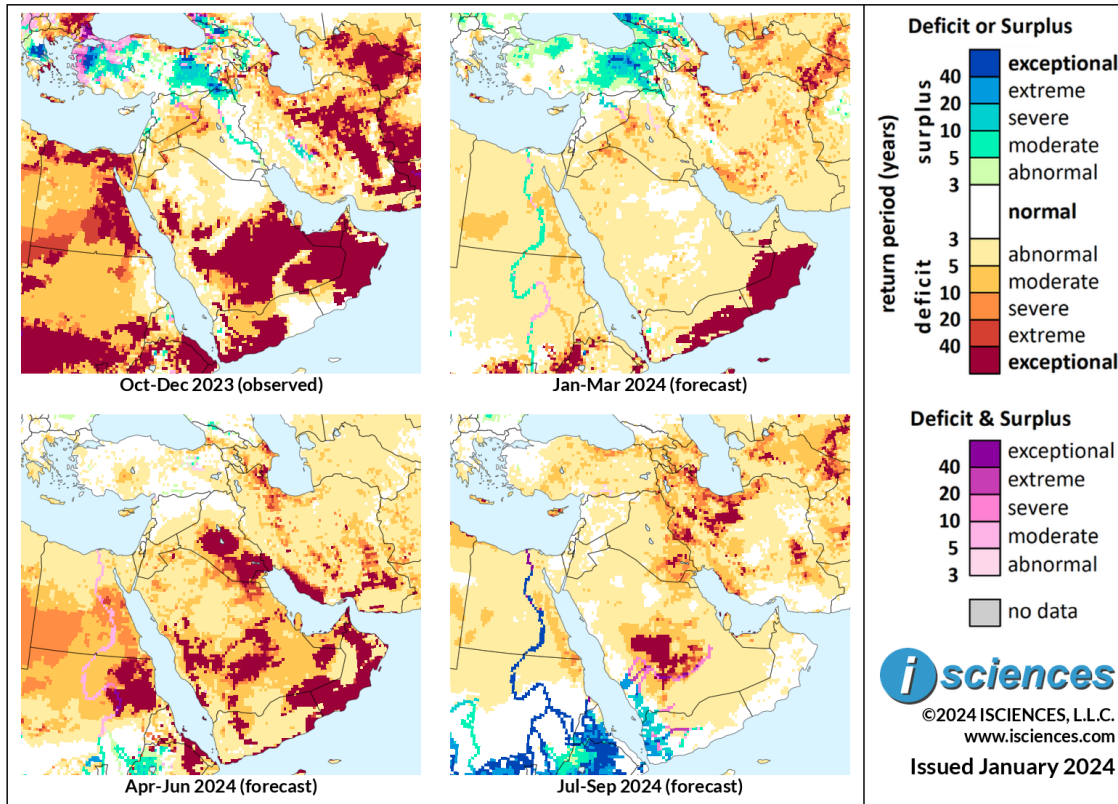 Oct-Dec 2023 (observed)
Jan-Mar 2024 (forecast)
Apr-Jun 2024 (forecast)
Jul-Sep 2024 (forecast)
Deficit or Surplus
return period (years)
surplus
deficit
40
20
10
5
3
3
5
10
20
40
exceptional
extreme
severe
moderate
abnormal
normal
abnormal
moderate
severe
extreme
exceptional
Deficit & Surplus
40
20
10
5
3
exceptional
extreme
severe
moderate
abnormal
no data
i sciences
©2024 ISCIENCES, L.L.C.
www.isciences.com
Issued January 2024